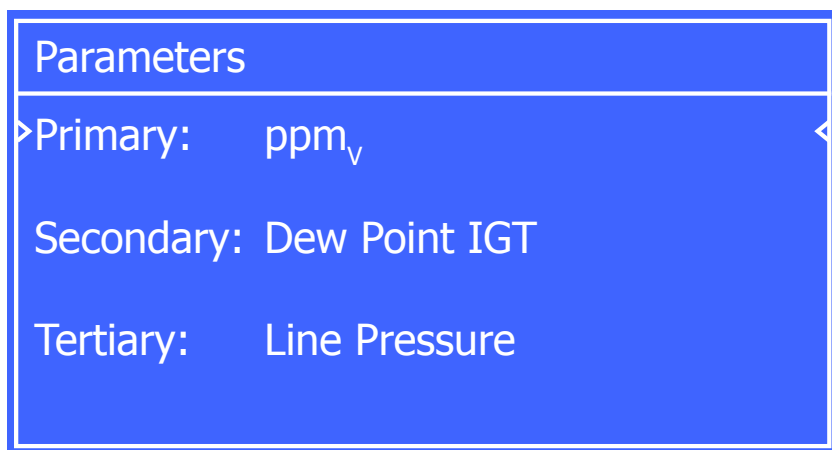 Parameters
Primary: ppmV
Secondary: Dew Point IGT
Tertiary: Line Pressure